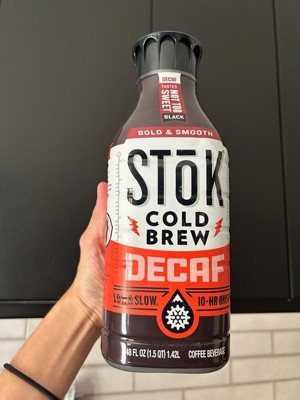 DECAF
TASTES
NOT TOO
SWEET
BLACK
BOLD & SMOOTH
STōK
COLD
BREW
DECAF
SLOW.
10-HR
48 FL OZ (1.5 QT) 1.42L COFFEE BEVERAGE